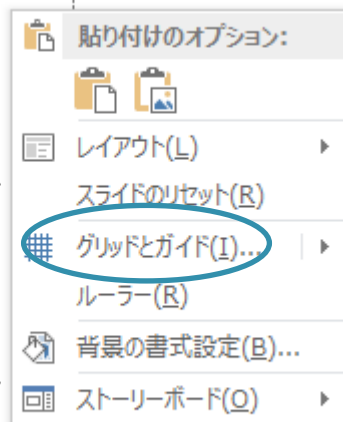 貼り付けのオプション:
レイアウト(L)
スライドのリセット(R)
グリッドとガイド(I)...
ルーラー(R)
背景の書式設定(B)...
ストーリーボード(O)